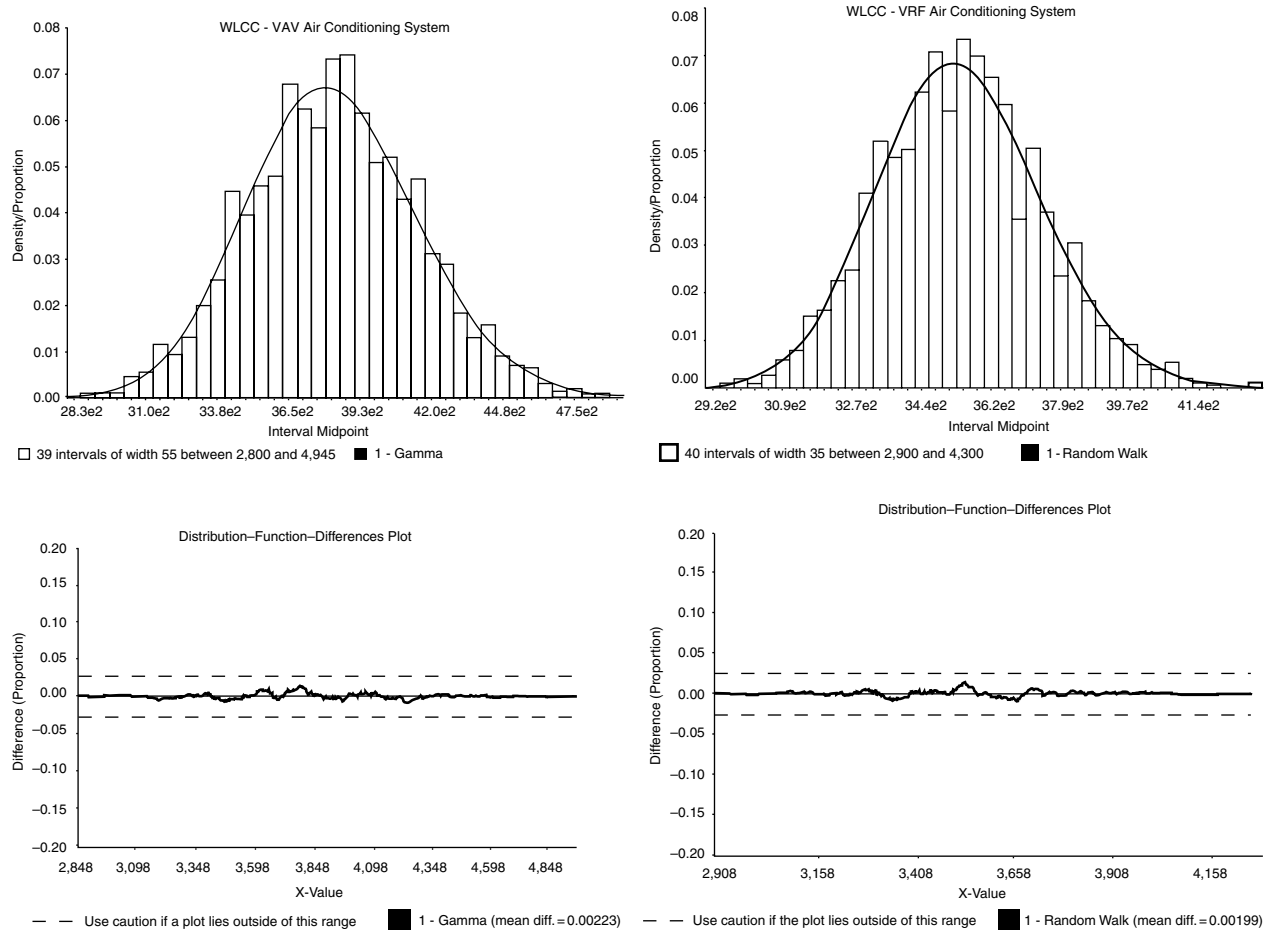 WLCC - VAV Air Conditioning System
Density/Proportion
0.08
0.07
0.06
0.05
0.04
0.03
0.02
0.01
0.00
28.3e2 31.0e2 33.8e2 36.5e2 39.3e2 42.0e2 44.8e2 47.5e2
Interval Midpoint
39 intervals of width 55 between 2,800 and 4,945 1 - Gamma
WLCC - VRF Air Conditioning System
Density/Proportion
0.08
0.07
0.06
0.05
0.04
0.03
0.02
0.01
0.00
29.2e2 30.9e2 32.7e2 34.4e2 36.2e2 37.9e2 39.7e2 41.4e2
Interval Midpoint
40 intervals of width 35 between 2,900 and 4,300 1 - Random Walk
Distribution–Function–Differences Plot
Difference (Proportion)
0.20
0.15
0.10
0.05
0.00
–0.05
–0.10
–0.15
–0.20
2,848 3,098 3,348 3,598 3,848 4,098 4,348 4,598 4,848
X-Value
Use caution if a plot lies outside of this range 1 - Gamma (mean diff. = 0.00223)
Distribution–Function–Differences Plot
Difference (Proportion)
0.20
0.15
0.10
0.05
0.00
–0.05
–0.10
–0.15
–0.20
2,908 3,158 3,408 3,658 3,908 4,158
X-Value
Use caution if the plot lies outside of this range 1 - Random Walk (mean diff. = 0.00199)